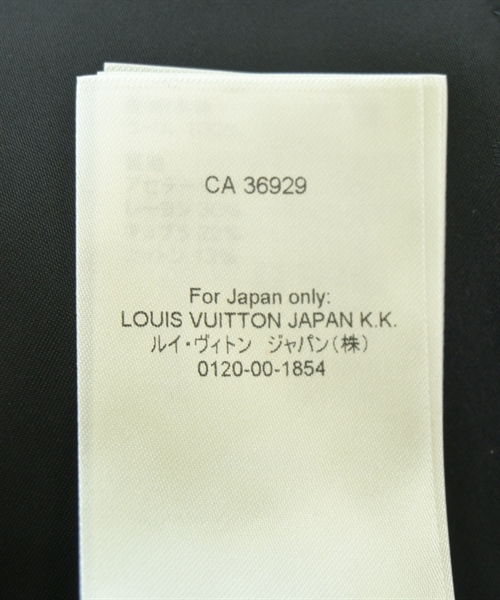 CA 36929
For Japan only:
LOUIS VUITTON JAPAN K.K.
ルイ・ヴィトン ジャパン(株)
0120-00-1854